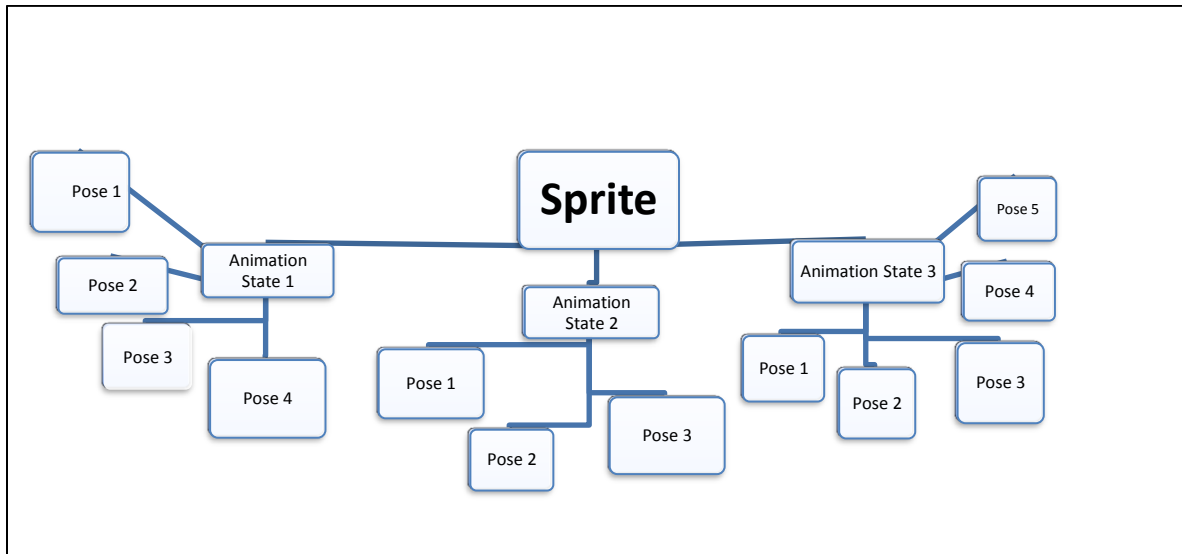 Sprite
Pose 1
Animation
State 1
Pose 2
Pose 3
Pose 4
Animation
State 2
Pose 1
Pose 2
Pose 3
Animation State 3
Pose 5
Pose 4
Pose 1
Pose 2
Pose 3